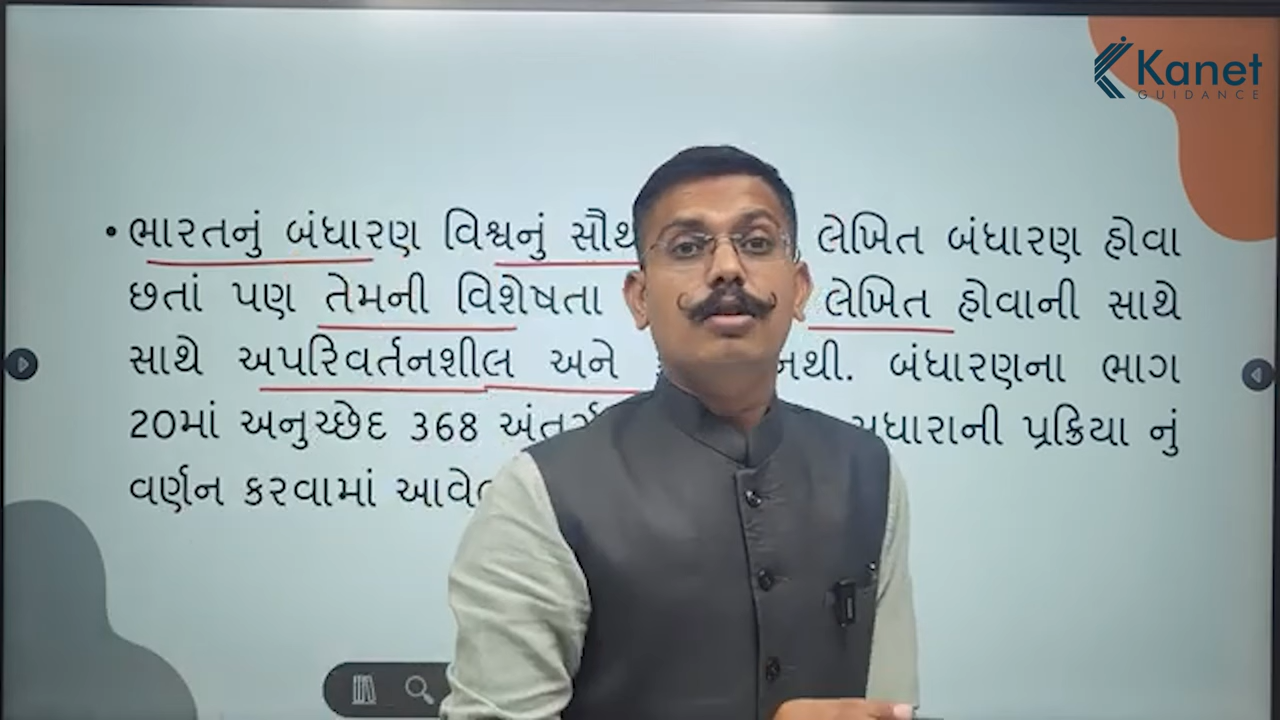 Kanet
GUIDANCE
• ભારતનું બંધારણ વિશ્વનું લેખિત બંધારણ હોવા
છતાં પણ તેમની વિશેષતા લેખિત હોવાની સાથે
સાથે અપરિવર્તનશીલ અને નથી. બંધારણના ભાગ
20માં અનુચ્છેદ 368 પ્રક્રિયા નું
વર્ણન કરવામાં